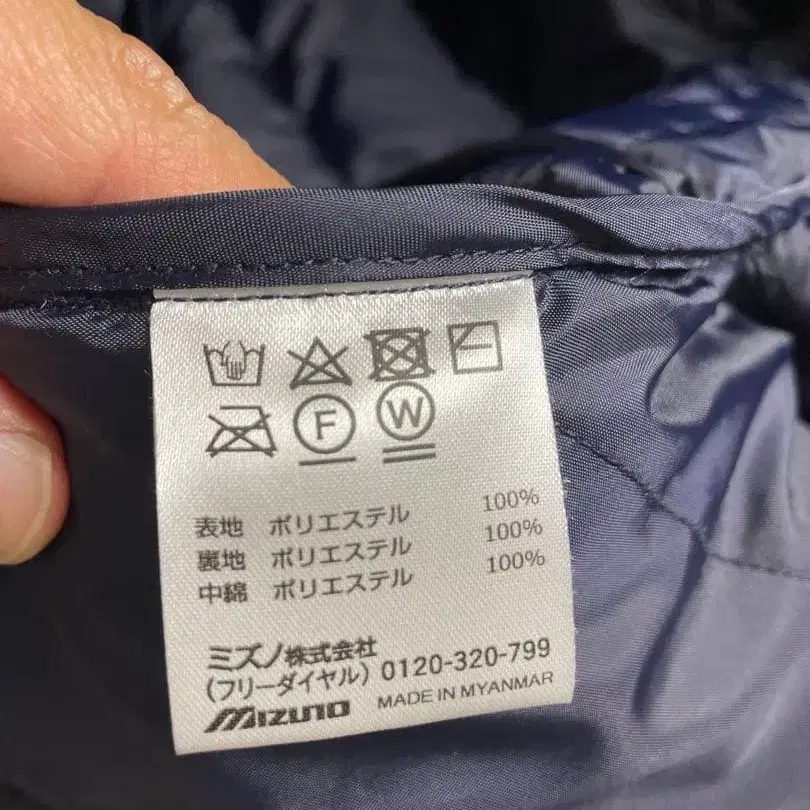 F W
表地 ポリエステル 100%
裏地 ポリエステル 100%
中綿 ポリエステル 100%
ミズノ株式会社
(フリーダイヤル) 0120-320-799
Mizuno MADE IN MYANMAR